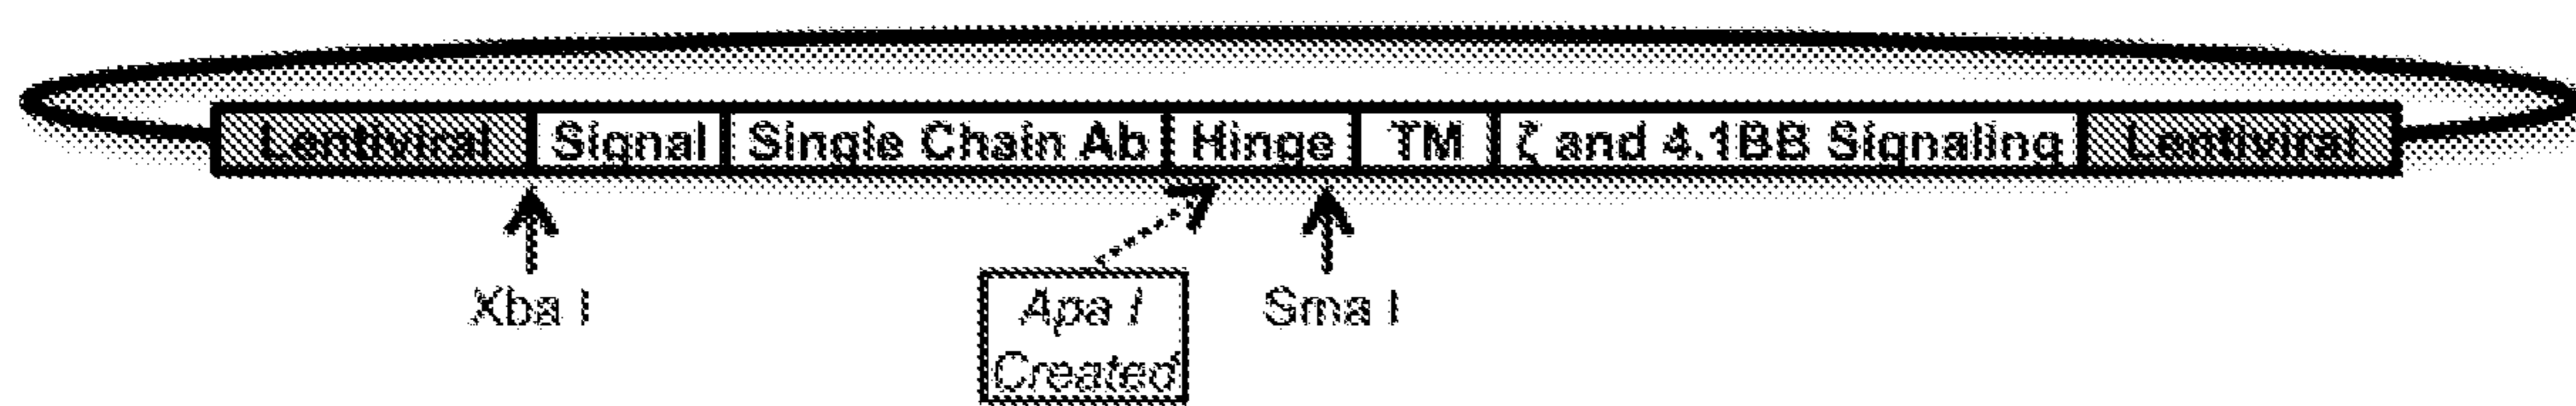 Lentiviral Signal Single Chain Ab Hinge TM ζ and 4.1BB Signaling Lentiviral
Xba I
Apa I
Created
Sma I